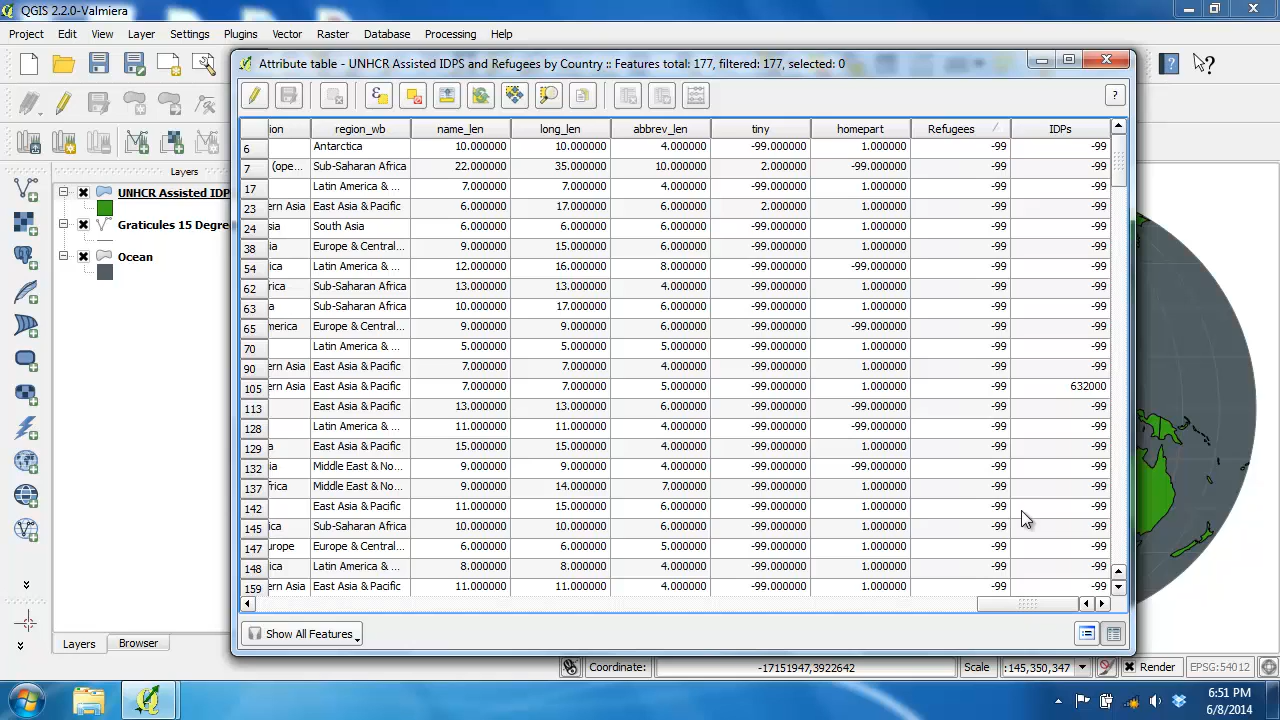 QGIS 2.2.0-Valmiera
Project Edit View Layer Settings Plugins Vector Raster Database Processing Help
Attribute table - UNHCR Assisted IDPS and Refugees by Country :: Features total: 177, filtered: 177, selected: 0
?
Layers
UNHCR Assisted IDP
Graticules 15 Degre
Ocean
ion region_wb name_len long_len abbrev_len tiny homepart Refugees IDPs
6 Antarctica 10.000000 10.000000 4.000000 -99.000000 1.000000 -99 -99
7 (ope... Sub-Saharan Africa 22.000000 35.000000 10.000000 2.000000 -99.000000 -99 -99
17 Latin America & ... 7.000000 7.000000 4.000000 -99.000000 1.000000 -99 -99
23 ern Asia East Asia & Pacific 6.000000 17.000000 6.000000 2.000000 1.000000 -99 -99
24 sia South Asia 6.000000 6.000000 6.000000 -99.000000 1.000000 -99 -99
38 ia Europe & Central... 9.000000 15.000000 6.000000 -99.000000 1.000000 -99 -99
54 ica Latin America & ... 12.000000 16.000000 8.000000 -99.000000 -99.000000 -99 -99
62 rica Sub-Saharan Africa 13.000000 13.000000 4.000000 -99.000000 1.000000 -99 -99
63 a Sub-Saharan Africa 10.000000 17.000000 6.000000 -99.000000 1.000000 -99 -99
65 merica Europe & Central... 9.000000 9.000000 6.000000 -99.000000 -99.000000 -99 -99
70 Latin America & ... 5.000000 5.000000 5.000000 -99.000000 1.000000 -99 -99
90 ern Asia East Asia & Pacific 7.000000 7.000000 4.000000 -99.000000 1.000000 -99 -99
105 ern Asia East Asia & Pacific 7.000000 7.000000 5.000000 -99.000000 1.000000 -99 632000
113 East Asia & Pacific 13.000000 13.000000 6.000000 -99.000000 -99.000000 -99 -99
128 Latin America & ... 11.000000 11.000000 4.000000 -99.000000 -99.000000 -99 -99
129 a East Asia & Pacific 15.000000 15.000000 4.000000 -99.000000 1.000000 -99 -99
132 ia Middle East & No... 9.000000 9.000000 4.000000 -99.000000 -99.000000 -99 -99
137 frica Middle East & No... 9.000000 14.000000 7.000000 -99.000000 1.000000 -99 -99
142 East Asia & Pacific 11.000000 15.000000 6.000000 -99.000000 1.000000 -99 -99
145 ica Sub-Saharan Africa 10.000000 10.000000 6.000000 -99.000000 1.000000 -99 -99
147 urope Europe & Central... 6.000000 6.000000 5.000000 -99.000000 1.000000 -99 -99
148 ica Latin America & ... 8.000000 8.000000 4.000000 -99.000000 1.000000 -99 -99
159 ern Asia East Asia & Pacific 11.000000 11.000000 4.000000 -99.000000 1.000000 -99 -99
Show All Features
Layers Browser
Coordinate: -17151947,3922642 Scale :145,350,347 Render EPSG:54012
6:51 PM
6/8/2014